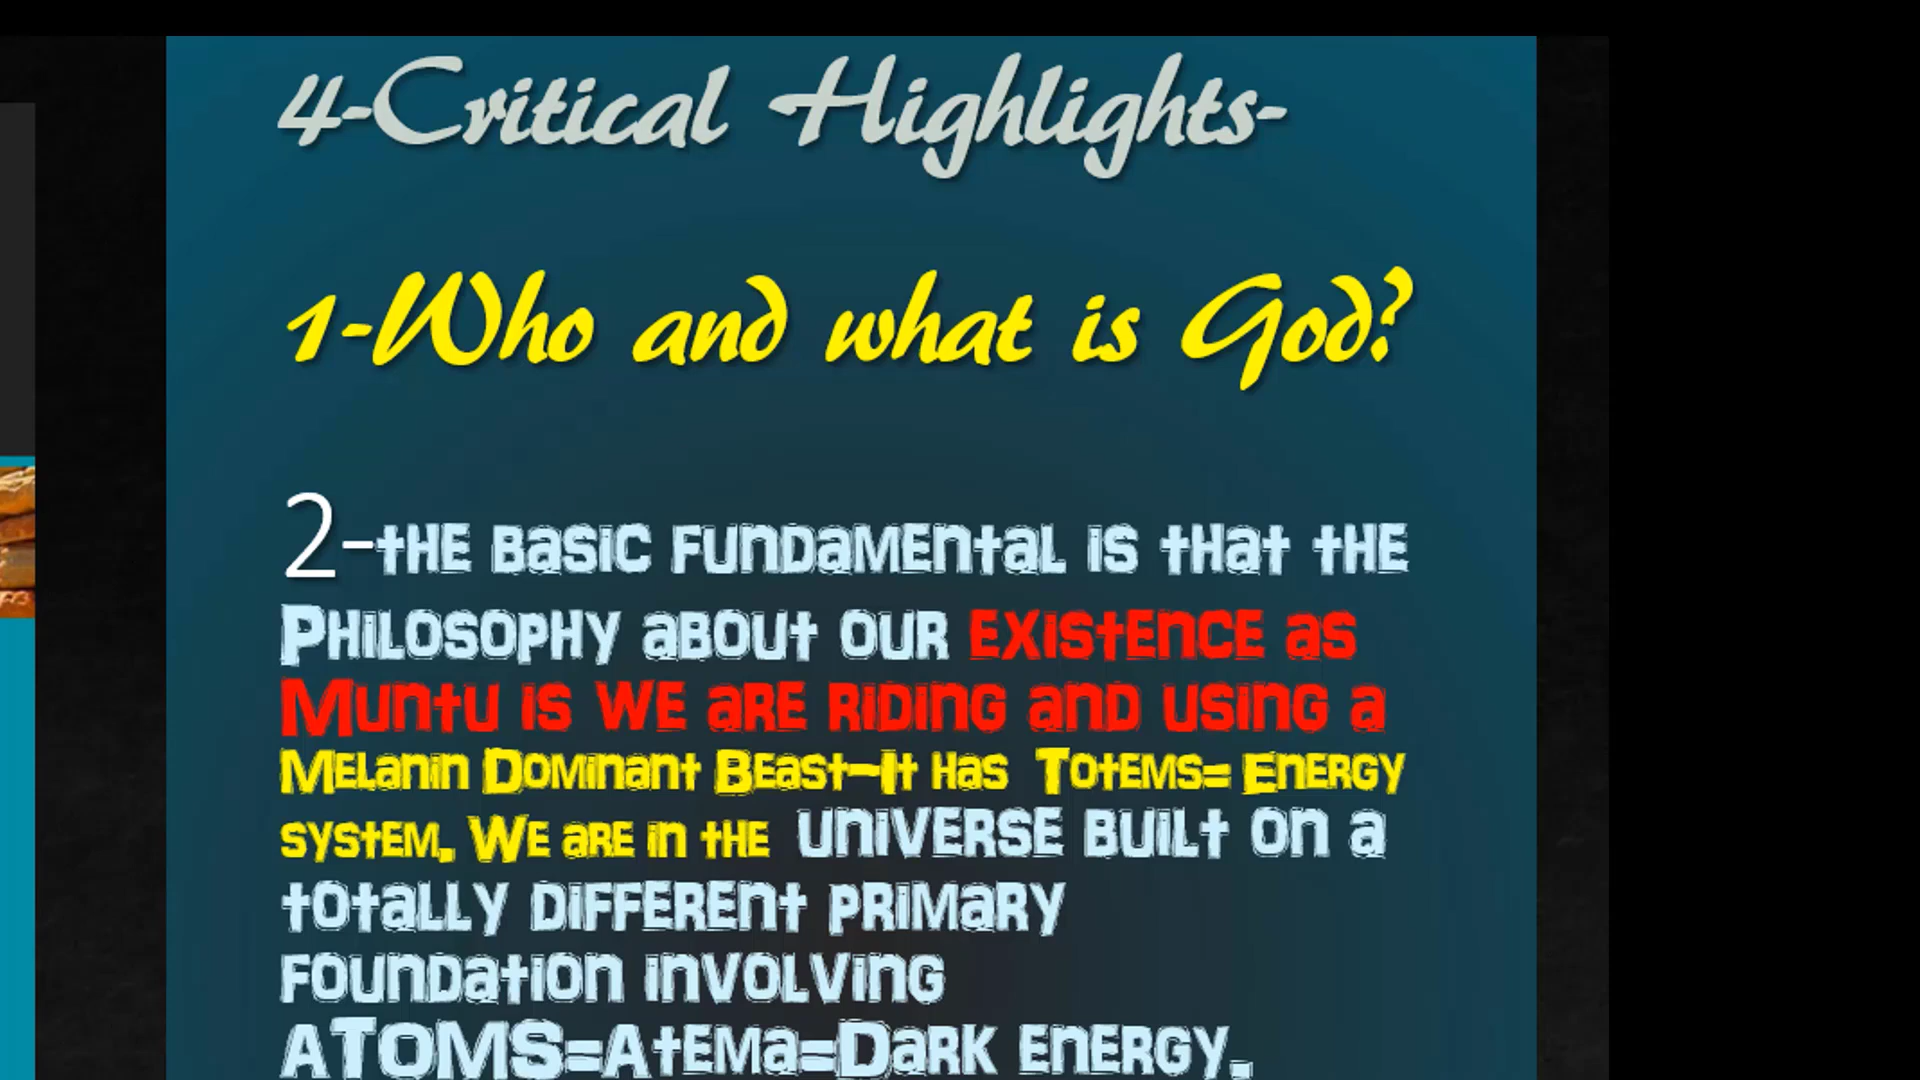 4-Critical Highlights-
1-Who and what is God?
2-the basic fundamental is that the
Philosophy about our existence as
Muntu is we are riding and using a
Melanin Dominant Beast—It has Totems= Energy
system. We are in the universe built on a
totally different primary
foundation involving
aTOMS=Atema=Dark energy.